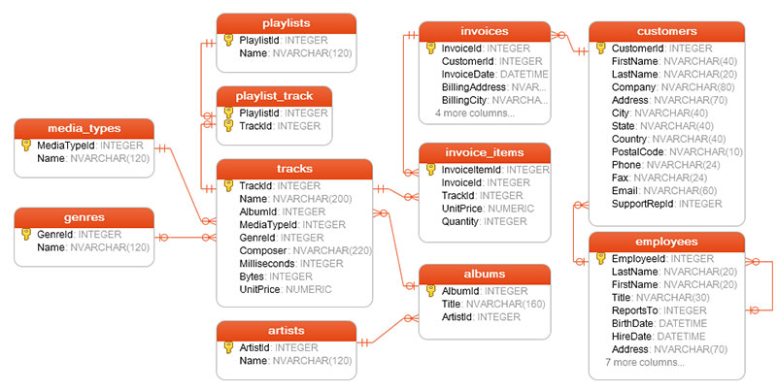 playlists
PlaylistId: INTEGER
Name: NVARCHAR(120)
playlist_track
PlaylistId: INTEGER
TrackId: INTEGER
media_types
MediaTypeId: INTEGER
Name: NVARCHAR(120)
genres
GenreId: INTEGER
Name: NVARCHAR(120)
tracks
TrackId: INTEGER
Name: NVARCHAR(200)
AlbumId: INTEGER
MediaTypeId: INTEGER
GenreId: INTEGER
Composer: NVARCHAR(220)
Milliseconds: INTEGER
Bytes: INTEGER
UnitPrice: NUMERIC
artists
ArtistId: INTEGER
Name: NVARCHAR(120)
invoices
InvoiceId: INTEGER
CustomerId: INTEGER
InvoiceDate: DATETIME
BillingAddress: NVAR...
BillingCity: NVARCHA...
4 more columns...
invoice_items
InvoiceItemId: INTEGER
InvoiceId: INTEGER
TrackId: INTEGER
UnitPrice: NUMERIC
Quantity: INTEGER
albums
AlbumId: INTEGER
Title: NVARCHAR(160)
ArtistId: INTEGER
customers
CustomerId: INTEGER
FirstName: NVARCHAR(40)
LastName: NVARCHAR(20)
Company: NVARCHAR(80)
Address: NVARCHAR(70)
City: NVARCHAR(40)
State: NVARCHAR(40)
Country: NVARCHAR(40)
PostalCode: NVARCHAR(10)
Phone: NVARCHAR(24)
Fax: NVARCHAR(24)
Email: NVARCHAR(60)
SupportRepId: INTEGER
employees
EmployeeId: INTEGER
LastName: NVARCHAR(20)
FirstName: NVARCHAR(20)
Title: NVARCHAR(30)
ReportsTo: INTEGER
BirthDate: DATETIME
HireDate: DATETIME
Address: NVARCHAR(70)
7 more columns...